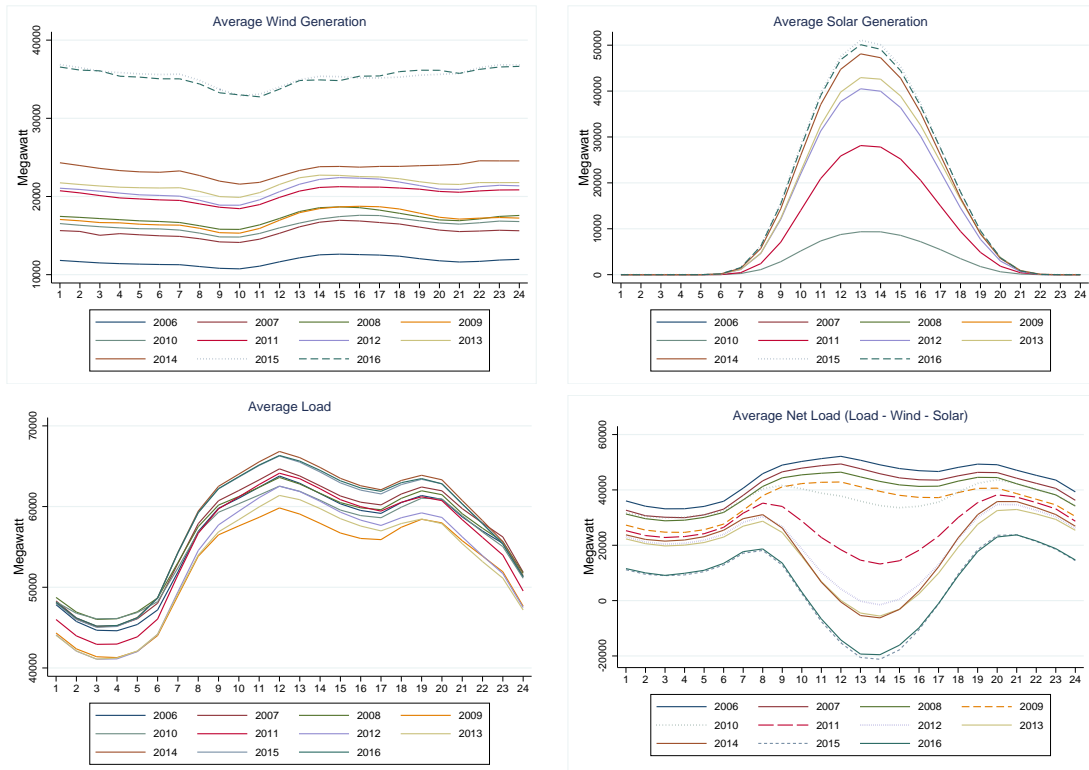 Average Wind Generation
Megawatt
40000
30000
20000
10000
1 2 3 4 5 6 7 8 9 10 11 12 13 14 15 16 17 18 19 20 21 22 23 24
2006 2007 2008 2009
2010 2011 2012 2013
2014 2015 2016
Average Solar Generation
Megawatt
50000
40000
30000
20000
10000
0
1 2 3 4 5 6 7 8 9 10 11 12 13 14 15 16 17 18 19 20 21 22 23 24
2006 2007 2008 2009
2010 2011 2012 2013
2014 2015 2016
Average Load
Megawatt
70000
60000
50000
40000
1 2 3 4 5 6 7 8 9 10 11 12 13 14 15 16 17 18 19 20 21 22 23 24
2006 2007 2008 2009
2010 2011 2012 2013
2014 2015 2016
Average Net Load (Load - Wind - Solar)
Megawatt
60000
40000
20000
0
20000
1 2 3 4 5 6 7 8 9 10 11 12 13 14 15 16 17 18 19 20 21 22 23 24
2006 2007 2008 2009
2010 2011 2012 2013
2014 2015 2016